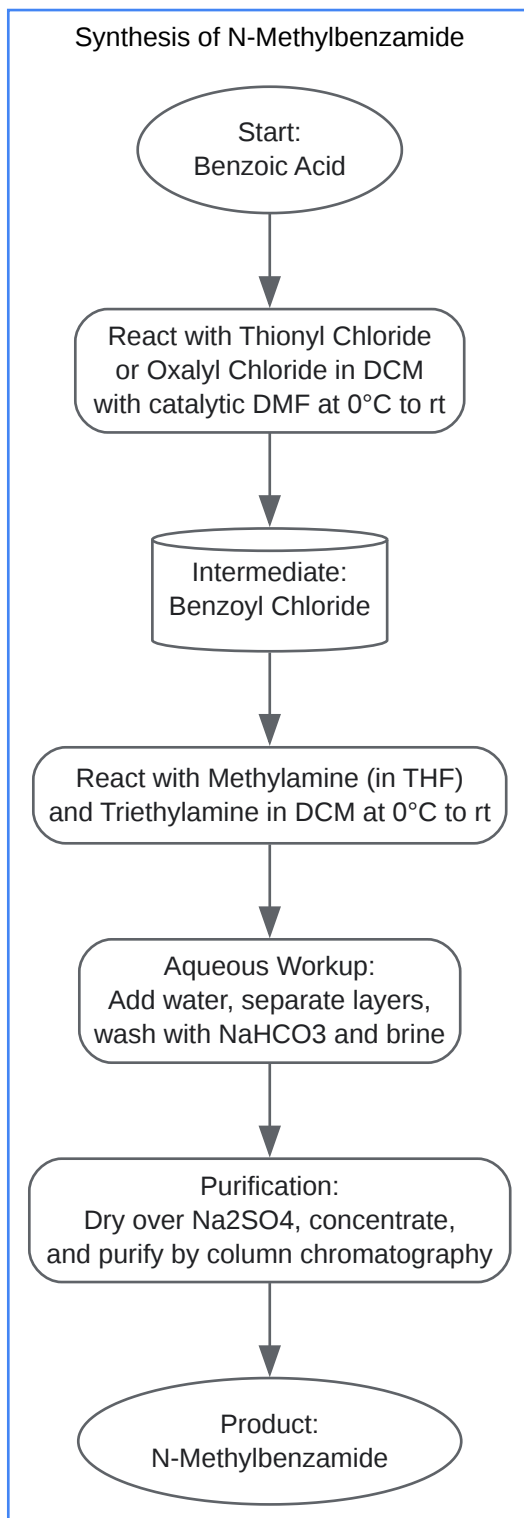 Synthesis of N-Methylbenzamide
Start:
Benzoic Acid
React with Thionyl Chloride
or Oxalyl Chloride in DCM
with catalytic DMF at 0°C to rt
Intermediate:
Benzoyl Chloride
React with Methylamine (in THF)
and Triethylamine in DCM at 0°C to rt
Aqueous Workup:
Add water, separate layers,
wash with NaHCO3 and brine
Purification:
Dry over Na2SO4, concentrate,
and purify by column chromatography
Product:
N-Methylbenzamide